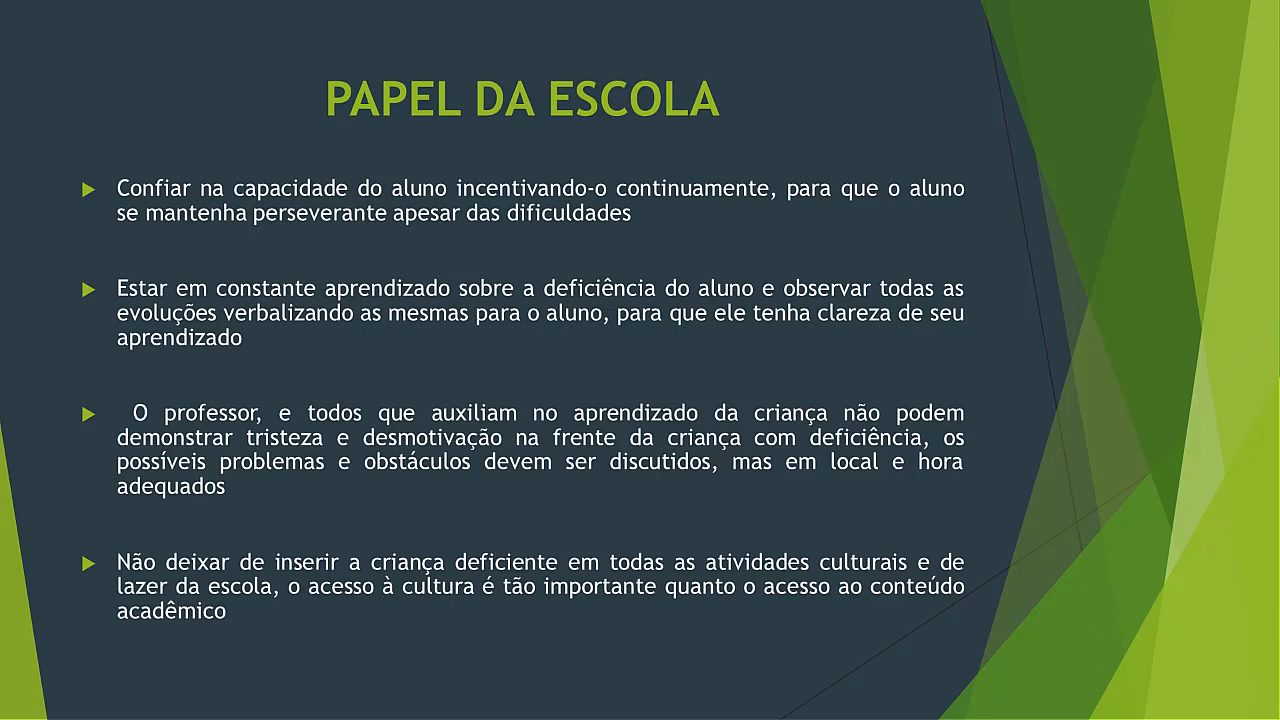 PAPEL DA ESCOLA
Confiar na capacidade do aluno incentivando-o continuamente, para que o aluno
se mantenha perseverante apesar das dificuldades
Estar em constante aprendizado sobre a deficiência do aluno e observar todas as
evoluções verbalizando as mesmas para o aluno, para que ele tenha clareza de seu
aprendizado
O professor, e todos que auxiliam no aprendizado da criança não podem
demonstrar tristeza e desmotivação na frente da criança com deficiência, os
possíveis problemas e obstáculos devem ser discutidos, mas em local e hora
adequados
Não deixar de inserir a criança deficiente em todas as atividades culturais e de
lazer da escola, o acesso à cultura é tão importante quanto o acesso ao conteúdo
acadêmico